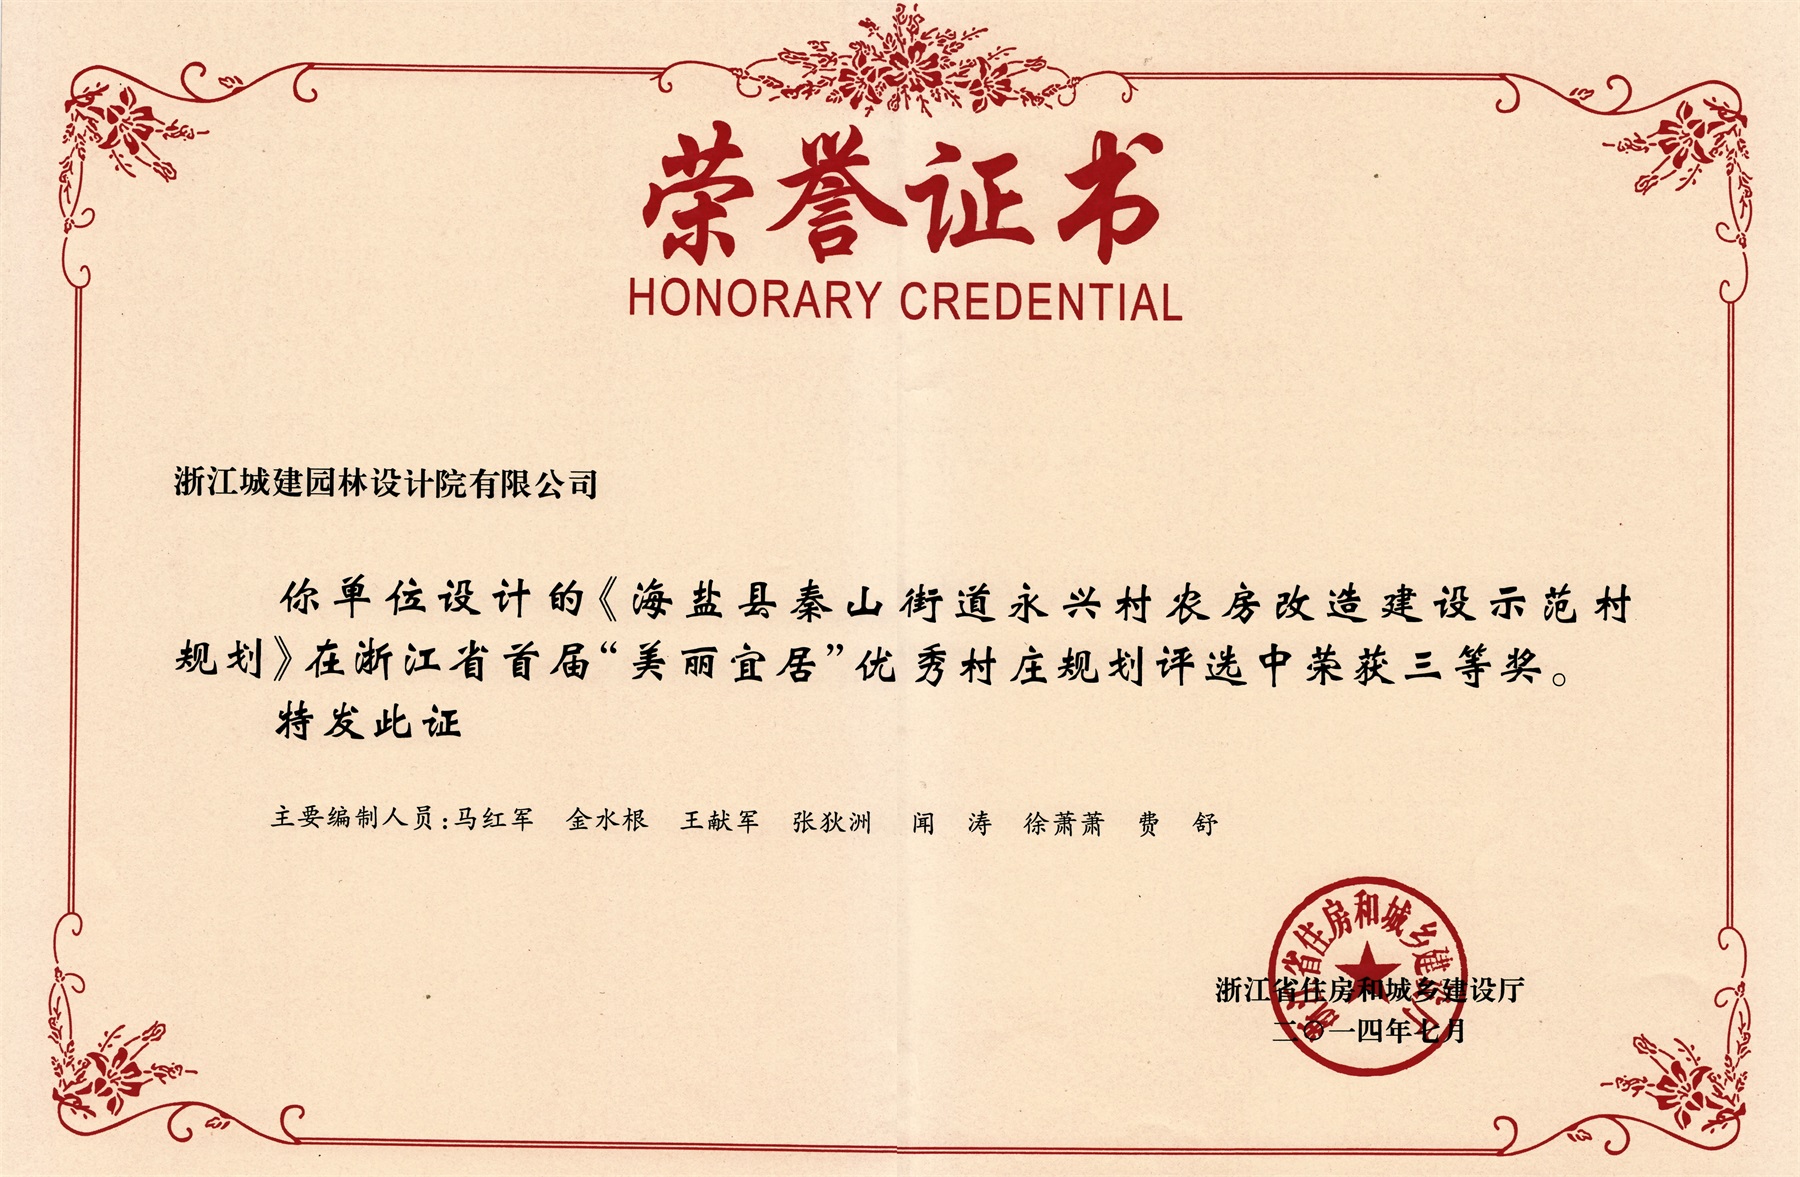 荣誉证书
HONORARY CREDENTIAL
浙江城建园林设计院有限公司
你单位设计的《海盐县秦山街道永兴村农房改造建设示范村
规划》在浙江省首届“美丽宜居”优秀村庄规划评选中荣获三等奖。
特发此证
主要编制人员:马红军 金水根 王献军 张狄洲 闻 涛 徐萧萧 费 舒
浙江省住房和城乡建设厅
浙江省住房和城乡建设厅
二〇一四年七月